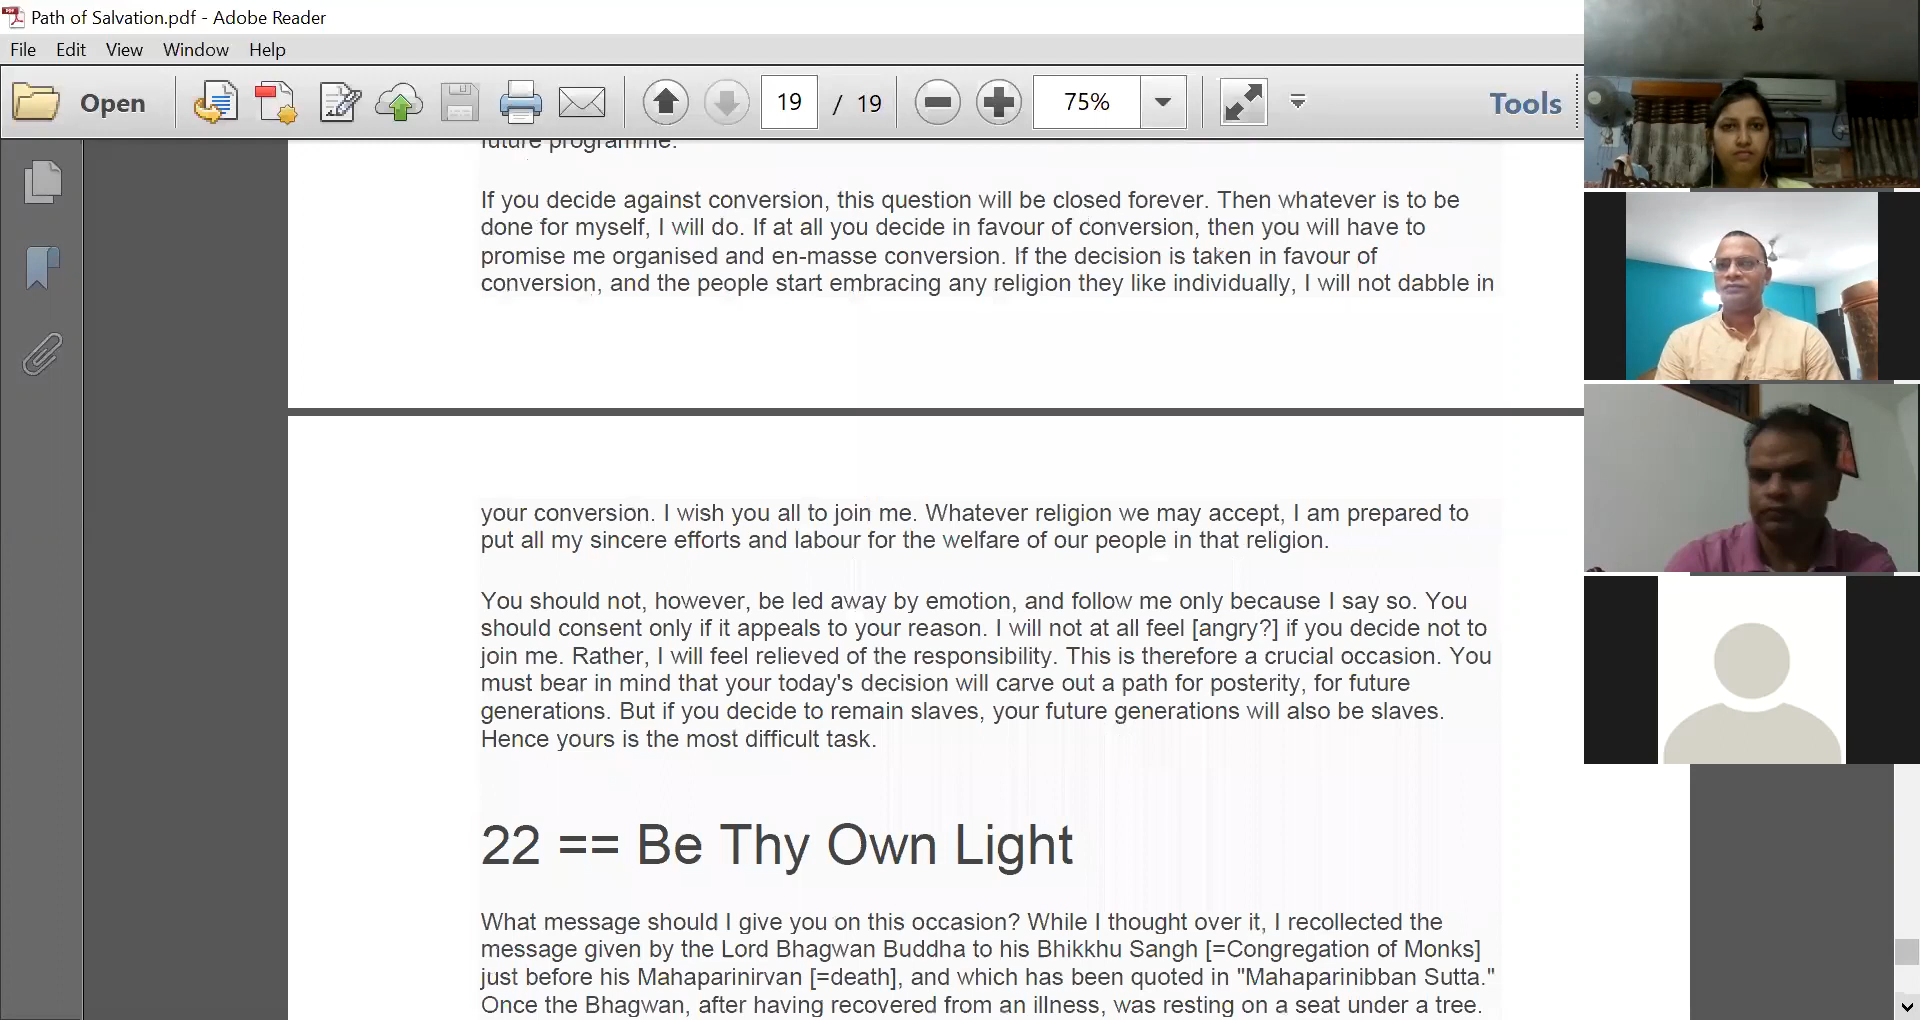 Path of Salvation.pdf - Adobe Reader
File Edit View Window Help
Open 19 / 19 75% Tools
future programme.
If you decide against conversion, this question will be closed forever. Then whatever is to be
done for myself, I will do. If at all you decide in favour of conversion, then you will have to
promise me organised and en-masse conversion. If the decision is taken in favour of
conversion, and the people start embracing any religion they like individually, I will not dabble in
your conversion. I wish you all to join me. Whatever religion we may accept, I am prepared to
put all my sincere efforts and labour for the welfare of our people in that religion.
You should not, however, be led away by emotion, and follow me only because I say so. You
should consent only if it appeals to your reason. I will not at all feel [angry?] if you decide not to
join me. Rather, I will feel relieved of the responsibility. This is therefore a crucial occasion. You
must bear in mind that your today's decision will carve out a path for posterity, for future
generations. But if you decide to remain slaves, your future generations will also be slaves.
Hence yours is the most difficult task.
22 == Be Thy Own Light
What message should I give you on this occasion? While I thought over it, I recollected the
message given by the Lord Bhagwan Buddha to his Bhikkhu Sangh [=Congregation of Monks]
just before his Mahaparinirvan [=death], and which has been quoted in "Mahaparinibban Sutta."
Once the Bhagwan, after having recovered from an illness, was resting on a seat under a tree.